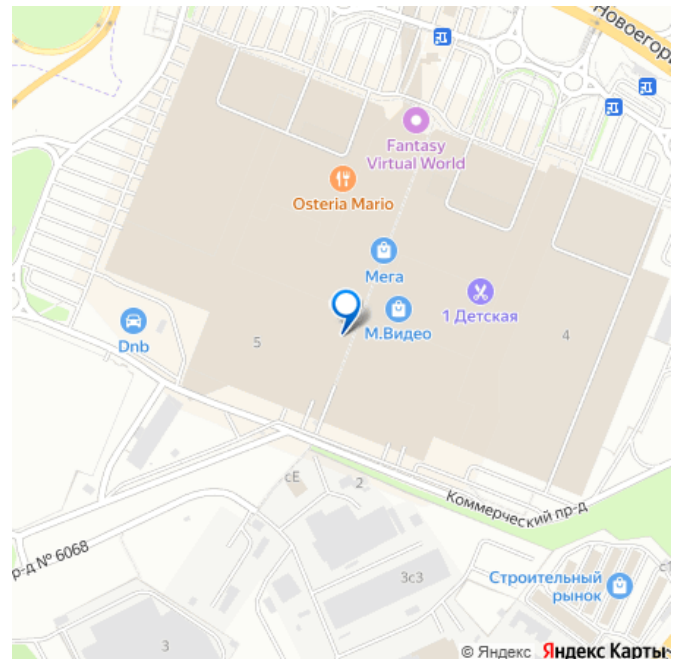 Новоегорь
Fantasy
Virtual World
Osteria Mario
Мега
1 Детская
М.Видео
Dnb
5
4
сЕ
2
Коммерческий пр-д
р-д № 6068
3с3
Строительный
рынок
с1
3
© Яндекс Яндекс Карты